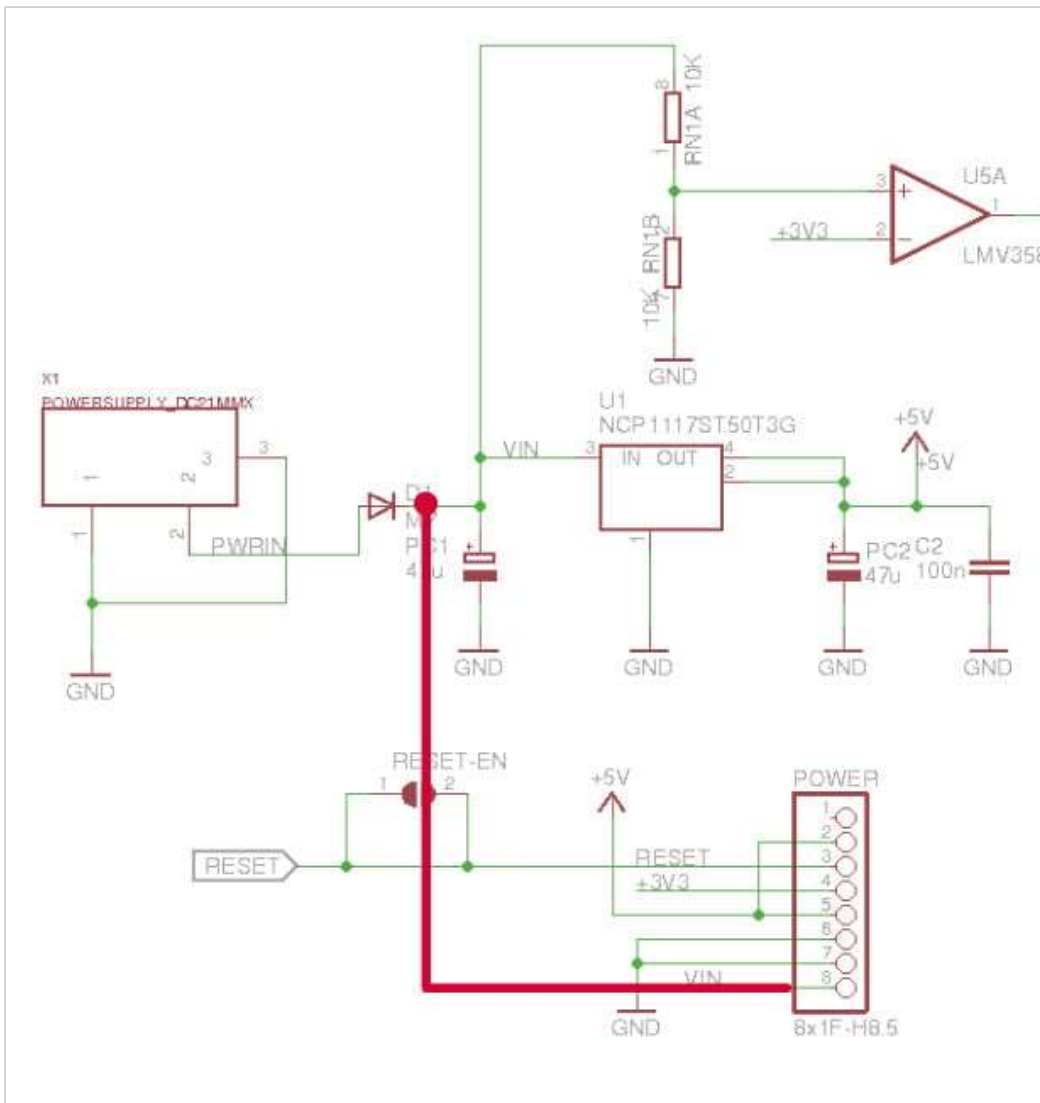 8
RN1A 10K
1
3
+
U5A
1
2
RN1B
10K
+3V3
2
−
LMV358
GND
X1
POWERSUPPLY_DC21MMX
3
3
1
2
1
2
PWRIN
GND
D1
PC1
+
GND
VIN
U1
NCP1117ST50T3G
3
IN OUT
4
2
1
GND
+5V
+5V
+
PC2
47u
GND
C2
100n
GND
RESET-EN
1
2
RESET
+5V
POWER
1
2
RESET
3
+3V3
4
5
6
7
VIN
8
GND
8x1F-H8.5